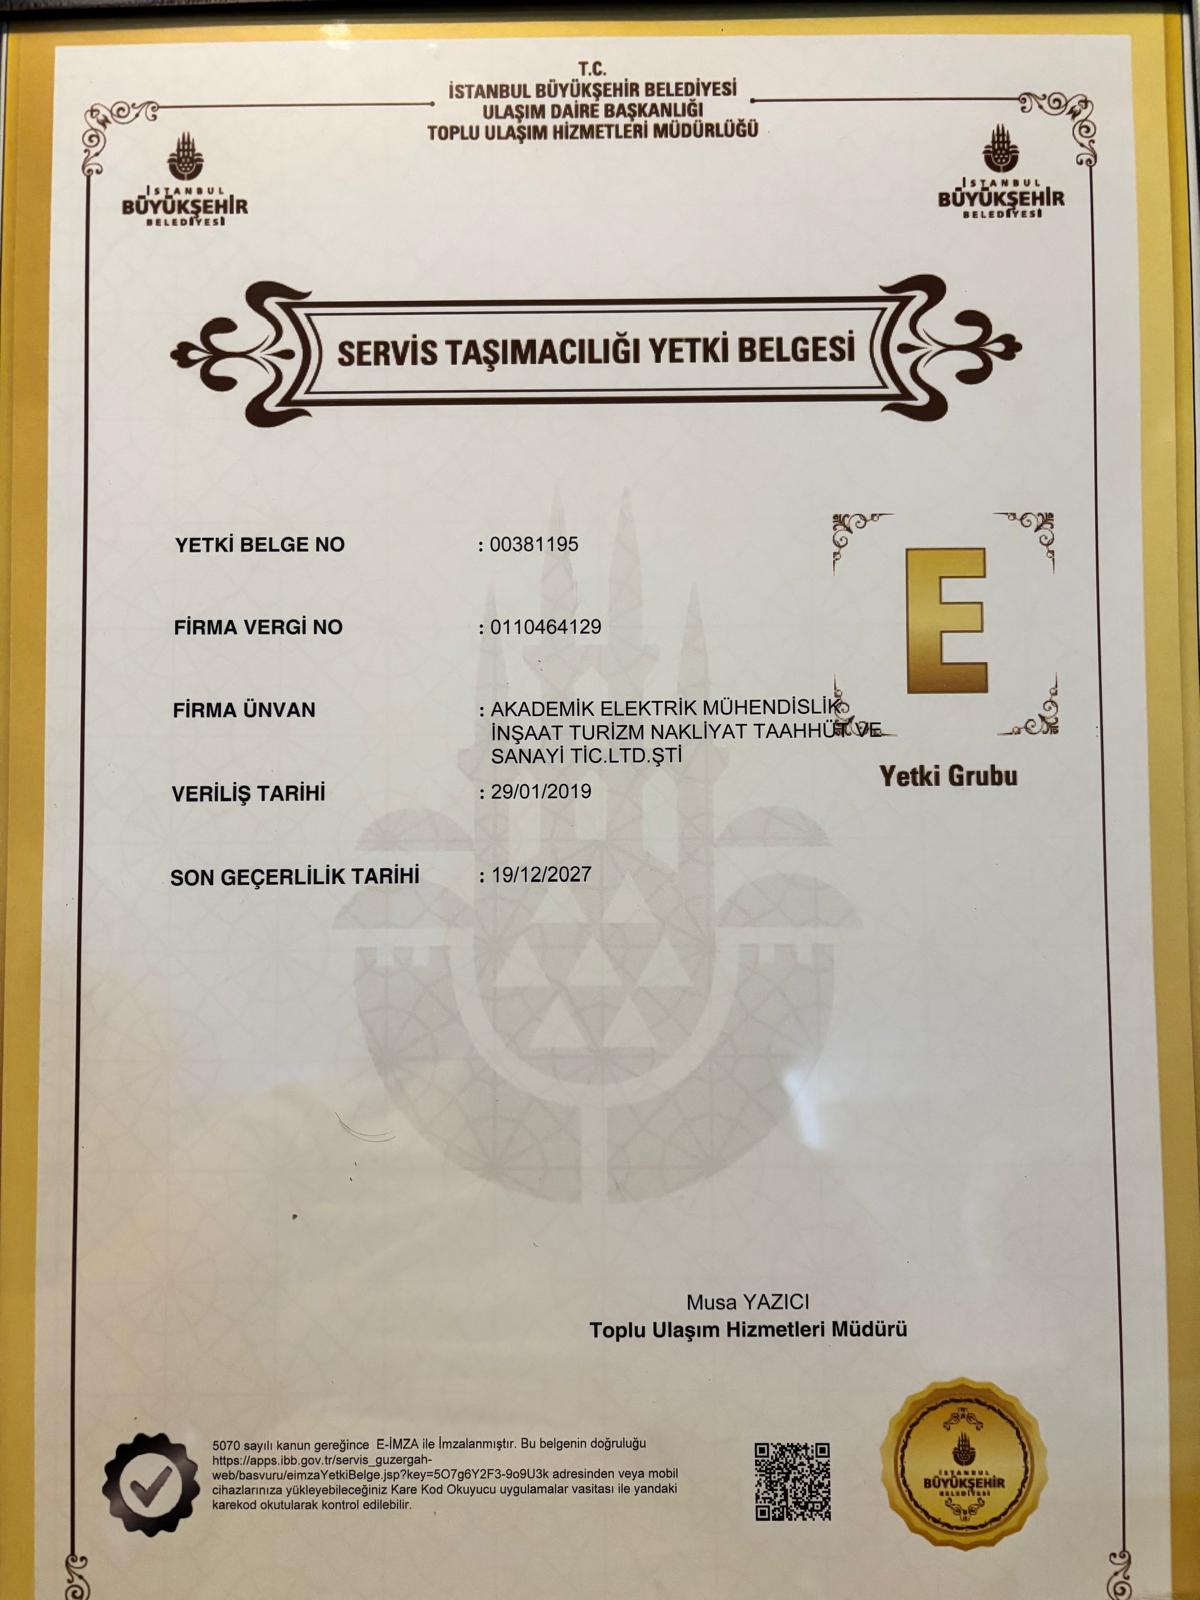 T.C.
İSTANBUL BÜYÜKŞEHİR BELEDİYESİ
ULAŞIM DAİRE BAŞKANLIĞI
TOPLU ULAŞIM HİZMETLERİ MÜDÜRLÜĞÜ
İSTANBUL
BÜYÜKŞEHİR
BELEDİYESİ
İSTANBUL
BÜYÜKŞEHİR
BELEDİYESİ
SERVİS TAŞIMACILIĞI YETKİ BELGESİ
YETKİ BELGE NO : 00381195
FİRMA VERGİ NO : 0110464129
FİRMA ÜNVAN : AKADEMİK ELEKTRİK MÜHENDİSLİK
İNŞAAT TURİZM NAKLİYAT TAAHHÜT VE
SANAYİ TİC.LTD.ŞTİ
E
Yetki Grubu
VERİLİŞ TARİHİ : 29/01/2019
SON GEÇERLİLİK TARİHİ : 19/12/2027
Musa YAZICI
Toplu Ulaşım Hizmetleri Müdürü
5070 sayılı kanun gereğince E-İMZA ile İmzalanmıştır. Bu belgenin doğruluğu
https://apps.ibb.gov.tr/servis_guzergah-
web/basvuru/eimzaYetkiBelge.jsp?key=5O7g6Y2F3-9o9U3k adresinden veya mobil
cihazlarınıza yükleyebileceğiniz Kare Kod Okuyucu uygulamalar vasitası ile yandaki
karekod okutularak kontrol edilebilir.
İSTANBUL
BÜYÜKŞEHİR
BELEDİYESİ